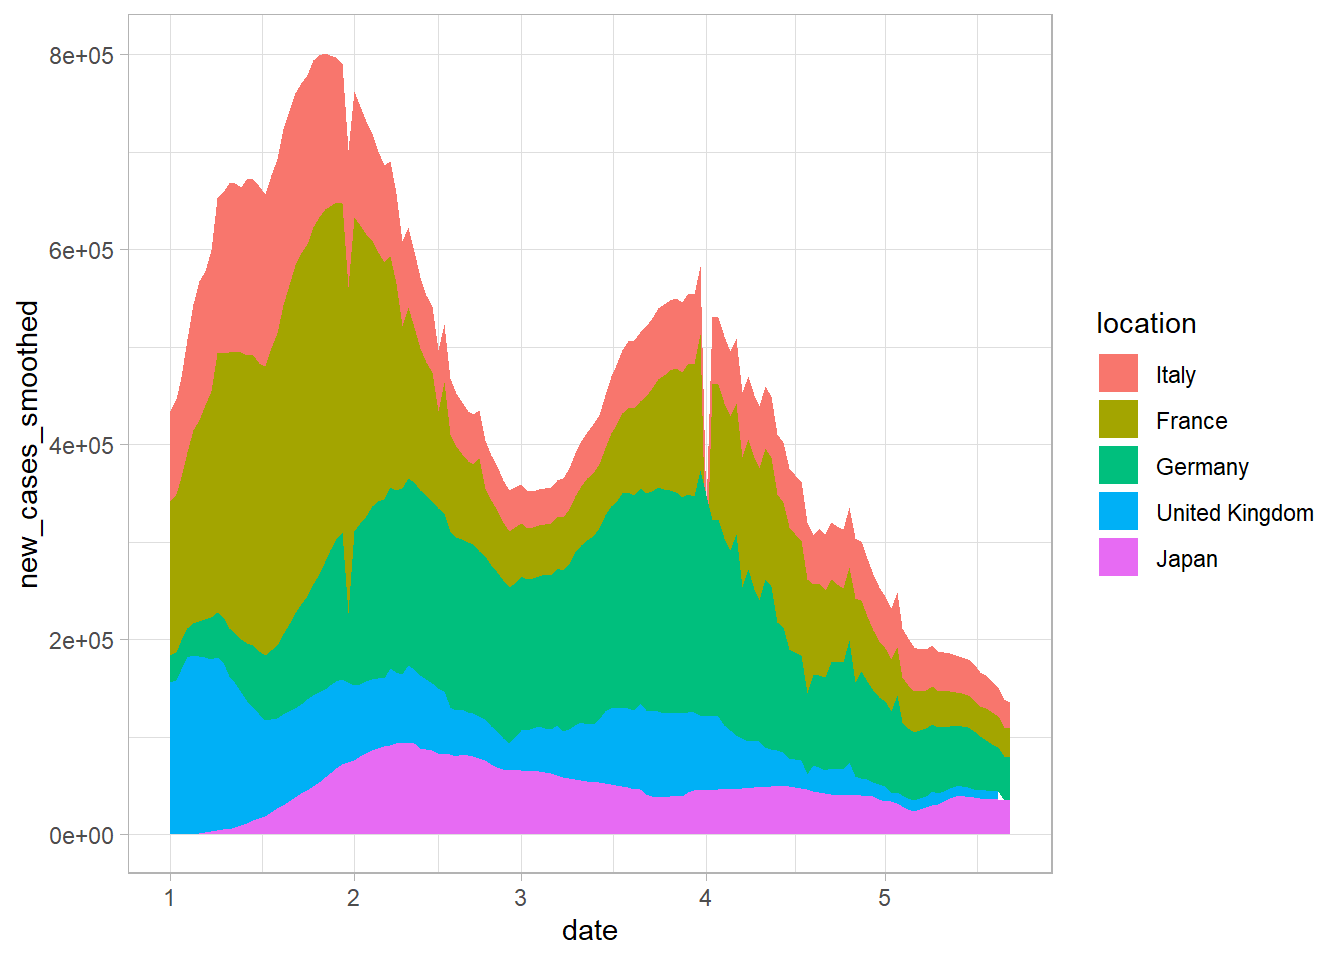 8e+05
6e+05
4e+05
2e+05
0e+00
new_cases_smoothed
1 2 3 4 5
date
location
Italy
France
Germany
United Kingdom
Japan